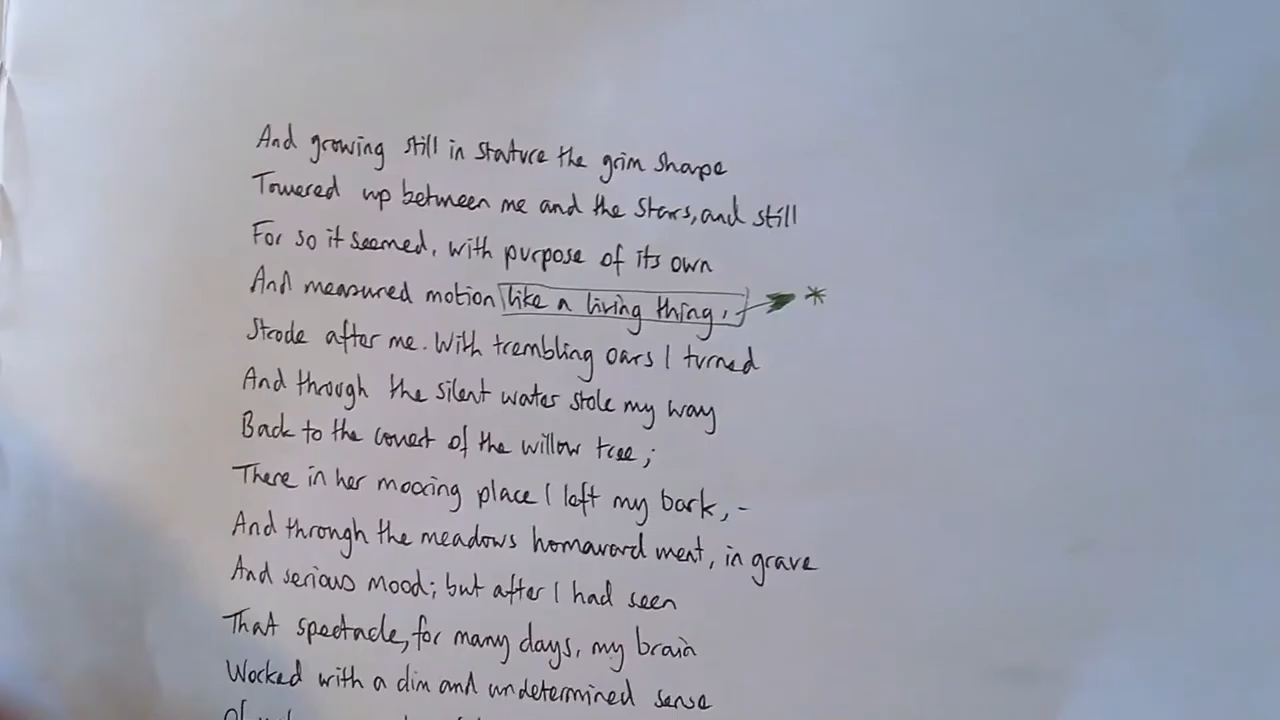 And growing still in stature the grim shape
Towered up between me and the stars, and still
For so it seemed, with purpose of its own
And measured motion like a living thing, *
Strode after me. With trembling oars I turned
And through the silent water stole my way
Back to the covert of the willow tree;
There in her mooring place I left my bark, -
And through the meadows homeward went, in grave
And serious mood; but after I had seen
That spectacle, for many days, my brain
Worked with a dim and undetermined sense
Of